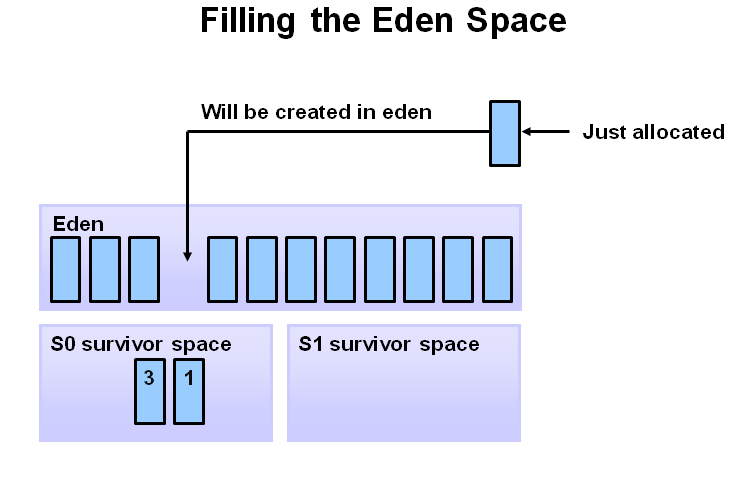 Filling the Eden Space
Will be created in eden
Just allocated
Eden
S0 survivor space
S1 survivor space
3 1